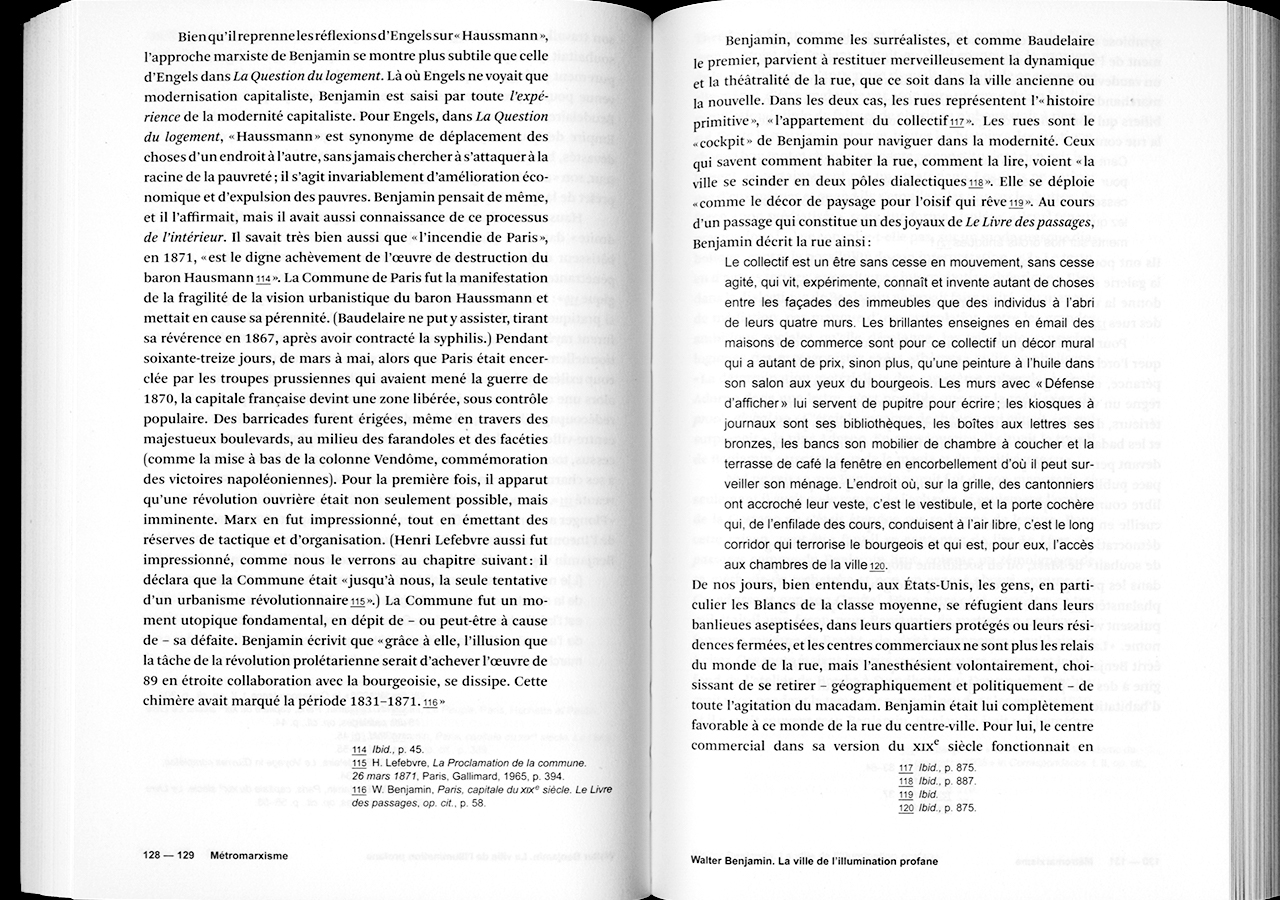 Bien qu'il reprenne les réflexions d'Engels sur « Haussmann »,
l'approche marxiste de Benjamin se montre plus subtile que celle
d'Engels dans La Question du logement. Là où Engels ne voyait que
modernisation capitaliste, Benjamin est saisi par toute l'expé-
rience de la modernité capitaliste. Pour Engels, dans La Question
du logement, « Haussmann » est synonyme de déplacement des
choses d'un endroit à l'autre, sans jamais chercher à s'attaquer à la
racine de la pauvreté ; il s'agit invariablement d'amélioration éco-
nomique et d'expulsion des pauvres. Benjamin pensait de même,
et il l'affirmait, mais il avait aussi connaissance de ce processus
de l'intérieur. Il savait très bien aussi que « l'incendie de Paris »,
en 1871, « est le digne achèvement de l'œuvre de destruction du
baron Hausmann 114 ». La Commune de Paris fut la manifestation
de la fragilité de la vision urbanistique du baron Haussmann et
mettait en cause sa pérennité. (Baudelaire ne put y assister, tirant
sa révérence en 1867, après avoir contracté la syphilis.) Pendant
soixante-treize jours, de mars à mai, alors que Paris était encer-
clée par les troupes prussiennes qui avaient mené la guerre de
1870, la capitale française devint une zone libérée, sous contrôle
populaire. Des barricades furent érigées, même en travers des
majestueux boulevards, au milieu des farandoles et des facéties
(comme la mise à bas de la colonne Vendôme, commémoration
des victoires napoléoniennes). Pour la première fois, il apparut
qu'une révolution ouvrière était non seulement possible, mais
imminente. Marx en fut impressionné, tout en émettant des
réserves de tactique et d'organisation. (Henri Lefebvre aussi fut
impressionné, comme nous le verrons au chapitre suivant : il
déclara que la Commune était « jusqu'à nous, la seule tentative
d'un urbanisme révolutionnaire 115 ».) La Commune fut un mo-
ment utopique fondamental, en dépit de – ou peut-être à cause
de – sa défaite. Benjamin écrivit que « grâce à elle, l'illusion que
la tâche de la révolution prolétarienne serait d'achever l'œuvre de
89 en étroite collaboration avec la bourgeoisie, se dissipe. Cette
chimère avait marqué la période 1831–1871. 116 »
114 Ibid., p. 45.
115 H. Lefebvre, La Proclamation de la commune.
26 mars 1871, Paris, Gallimard, 1965, p. 394.
116 W. Benjamin, Paris, capitale du XIXe siècle. Le Livre
des passages, op. cit., p. 58.
128 — 129 Métromarxisme
Benjamin, comme les surréalistes, et comme Baudelaire
le premier, parvient à restituer merveilleusement la dynamique
et la théâtralité de la rue, que ce soit dans la ville ancienne ou
la nouvelle. Dans les deux cas, les rues représentent l'« histoire
primitive », « l'appartement du collectif 117 ». Les rues sont le
« cockpit » de Benjamin pour naviguer dans la modernité. Ceux
qui savent comment habiter la rue, comment la lire, voient « la
ville se scinder en deux pôles dialectiques 118 ». Elle se déploie
« comme le décor de paysage pour l'oisif qui rêve 119 ». Au cours
d'un passage qui constitue un des joyaux de Le Livre des passages,
Benjamin décrit la rue ainsi :
Le collectif est un être sans cesse en mouvement, sans cesse
agité, qui vit, expérimente, connaît et invente autant de choses
entre les façades des immeubles que des individus à l'abri
de leurs quatre murs. Les brillantes enseignes en émail des
maisons de commerce sont pour ce collectif un décor mural
qui a autant de prix, sinon plus, qu'une peinture à l'huile dans
son salon aux yeux du bourgeois. Les murs avec « Défense
d'afficher » lui servent de pupitre pour écrire ; les kiosques à
journaux sont ses bibliothèques, les boîtes aux lettres ses
bronzes, les bancs son mobilier de chambre à coucher et la
terrasse de café la fenêtre en encorbellement d'où il peut sur-
veiller son ménage. L'endroit où, sur la grille, des cantonniers
ont accroché leur veste, c'est le vestibule, et la porte cochère
qui, de l'enfilade des cours, conduisent à l'air libre, c'est le long
corridor qui terrorise le bourgeois et qui est, pour eux, l'accès
aux chambres de la ville 120.
De nos jours, bien entendu, aux États-Unis, les gens, en parti-
culier les Blancs de la classe moyenne, se réfugient dans leurs
banlieues aseptisées, dans leurs quartiers protégés ou leurs rési-
dences fermées, et les centres commerciaux ne sont plus les relais
du monde de la rue, mais l'anesthésient volontairement, choi-
sissant de se retirer – géographiquement et politiquement – de
toute l'agitation du macadam. Benjamin était lui complètement
favorable à ce monde de la rue du centre-ville. Pour lui, le centre
commercial dans sa version du XIXe siècle fonctionnait en
117 Ibid., p. 875.
118 Ibid., p. 887.
119 Ibid.
120 Ibid., p. 875.
Walter Benjamin. La ville de l'illumination profane